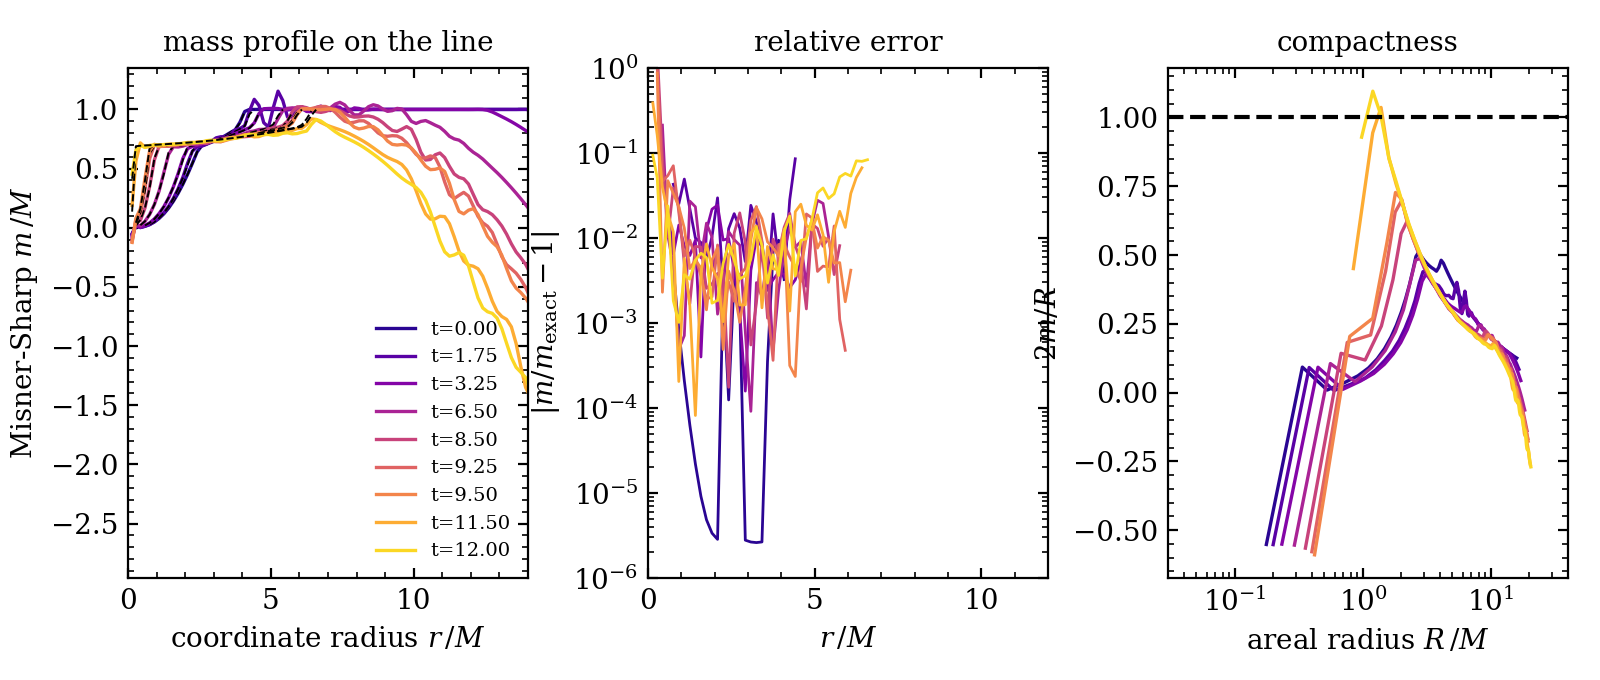 mass profile on the line
relative error
compactness
Misner-Sharp m/M
1.0
0.5
0.0
−0.5
−1.0
−1.5
−2.0
−2.5
0
5
10
coordinate radius r/M
t=0.00
t=1.75
t=3.25
t=6.50
t=8.50
t=9.25
t=9.50
t=11.50
t=12.00
|m/m_exact − 1|
10^0
10^−1
10^−2
10^−3
10^−4
10^−5
10^−6
0
5
10
r/M
2m/R
1.00
0.75
0.50
0.25
0.00
−0.25
−0.50
10^−1
10^0
10^1
areal radius R/M